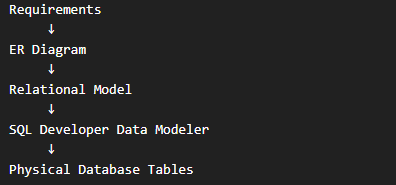 Requirements
↓
ER Diagram
↓
Relational Model
↓
SQL Developer Data Modeler
↓
Physical Database Tables